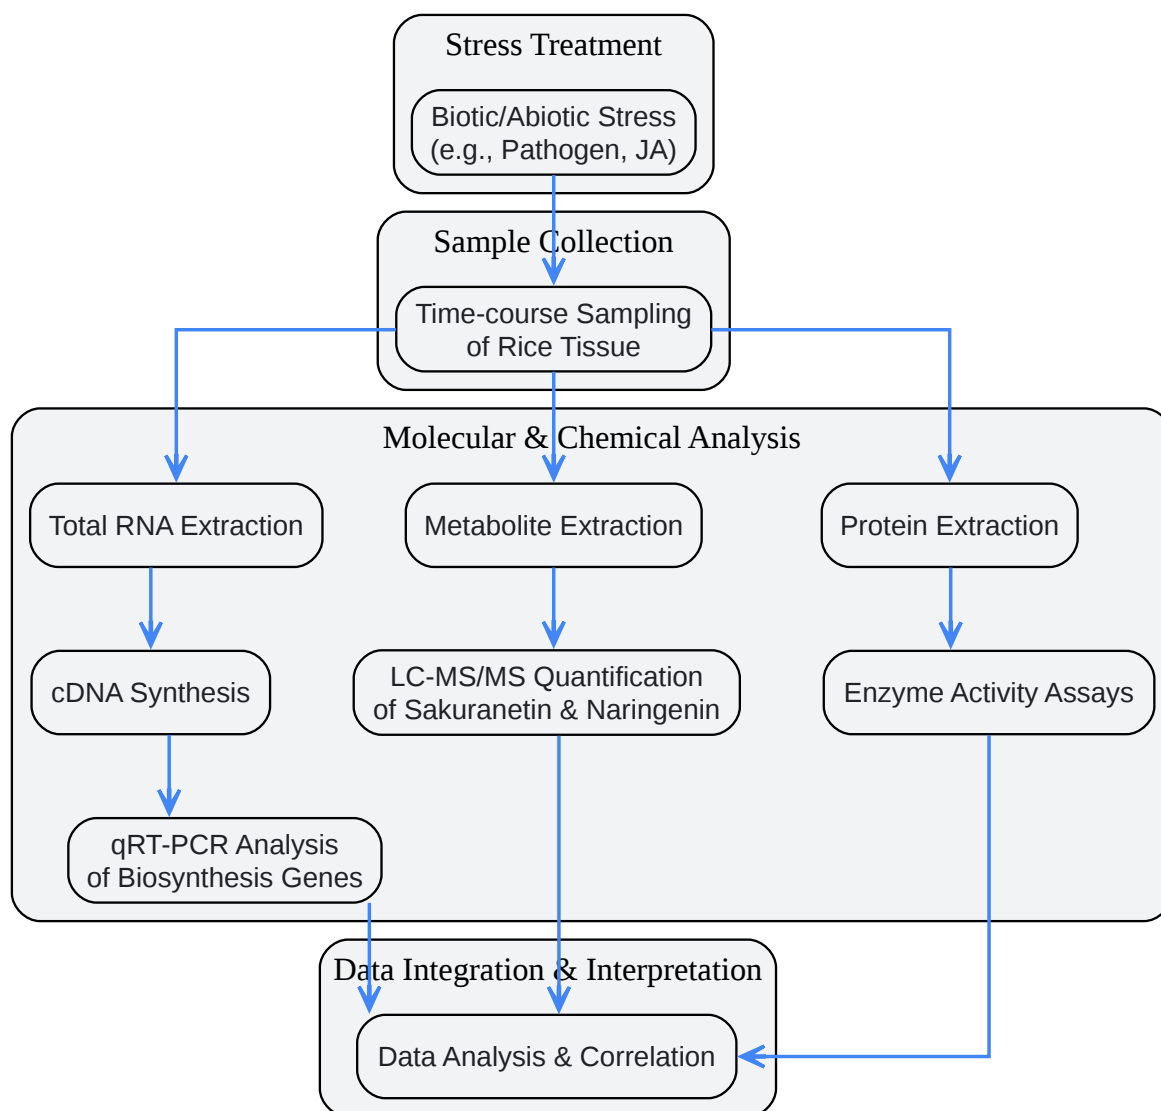 Stress Treatment
Biotic/Abiotic Stress
(e.g., Pathogen, JA)
Sample Collection
Time-course Sampling
of Rice Tissue
Molecular & Chemical Analysis
Total RNA Extraction
Metabolite Extraction
Protein Extraction
cDNA Synthesis
LC-MS/MS Quantification
of Sakuranetin & Naringenin
Enzyme Activity Assays
qRT-PCR Analysis
of Biosynthesis Genes
Data Integration & Interpretation
Data Analysis & Correlation